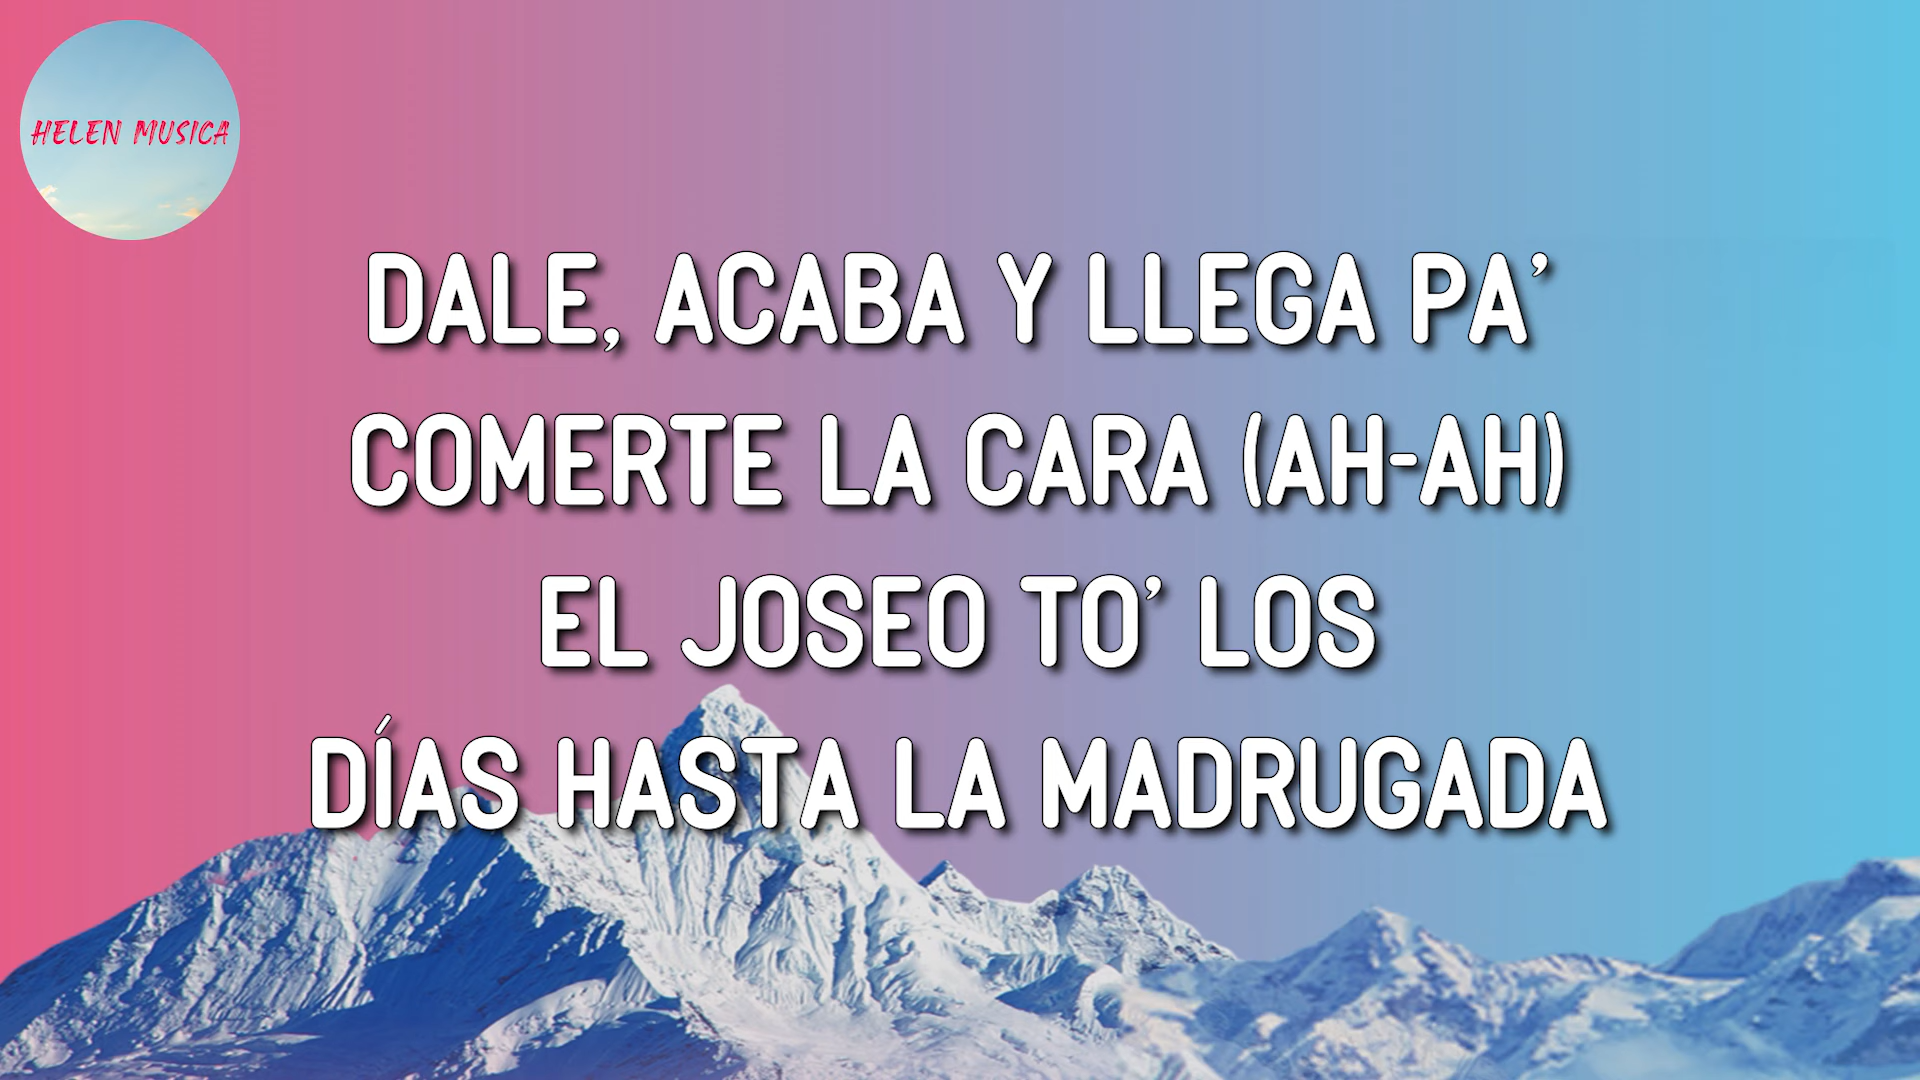 HELEN MUSICA
DALE, ACABA Y LLEGA PA’
COMERTE LA CARA (AH-AH)
EL JOSEO TO’ LOS
DÍAS HASTA LA MADRUGADA